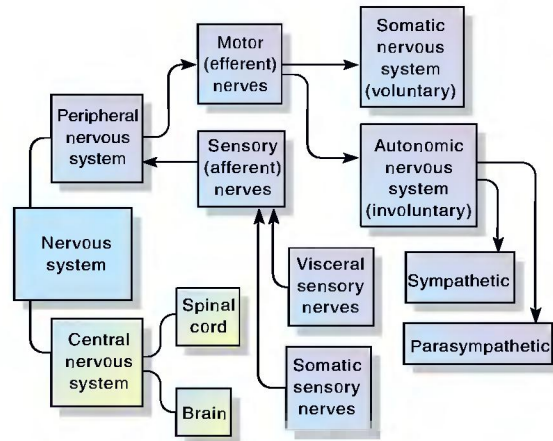 Motor
(efferent)
nerves
Somatic
nervous
system
(voluntary)
Peripheral
nervous
system
Sensory
(afferent)
nerves
Autonomic
nervous
system
(involuntary)
Nervous
system
Visceral
sensory
nerves
Sympathetic
Spinal
cord
Central
nervous
system
Parasympathetic
Somatic
sensory
nerves
Brain